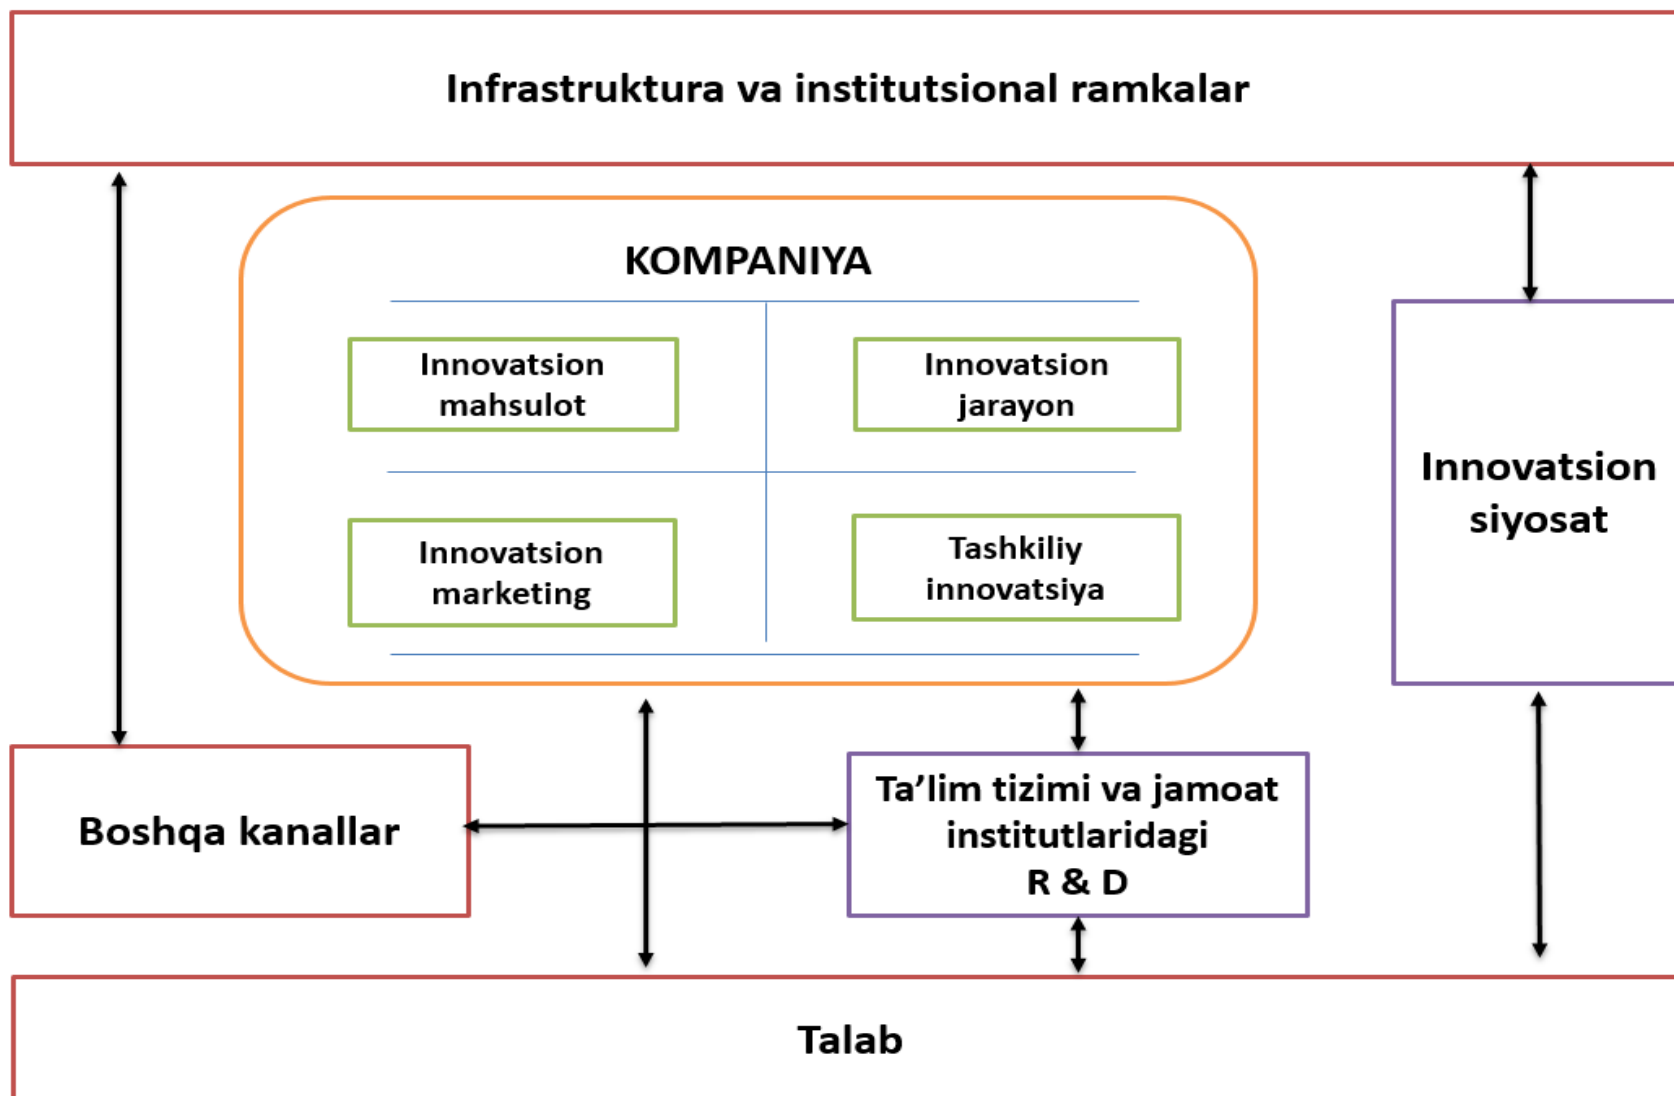 Infrastruktura va institutsional ramkalar
KOMPANIYA
Innovatsion
mahsulot
Innovatsion
jarayon
Innovatsion
marketing
Tashkiliy
innovatsiya
Innovatsion
siyosat
Boshqa kanallar
Ta’lim tizimi va jamoat
institutlaridagi
R & D
Talab